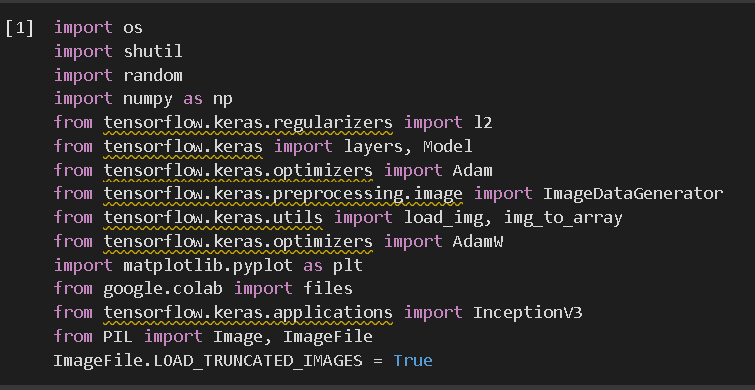 [1] import os
import shutil
import random
import numpy as np
from tensorflow.keras.regularizers import l2
from tensorflow.keras import layers, Model
from tensorflow.keras.optimizers import Adam
from tensorflow.keras.preprocessing.image import ImageDataGenerator
from tensorflow.keras.utils import load_img, img_to_array
from tensorflow.keras.optimizers import AdamW
import matplotlib.pyplot as plt
from google.colab import files
from tensorflow.keras.applications import InceptionV3
from PIL import Image, ImageFile
ImageFile.LOAD_TRUNCATED_IMAGES = True